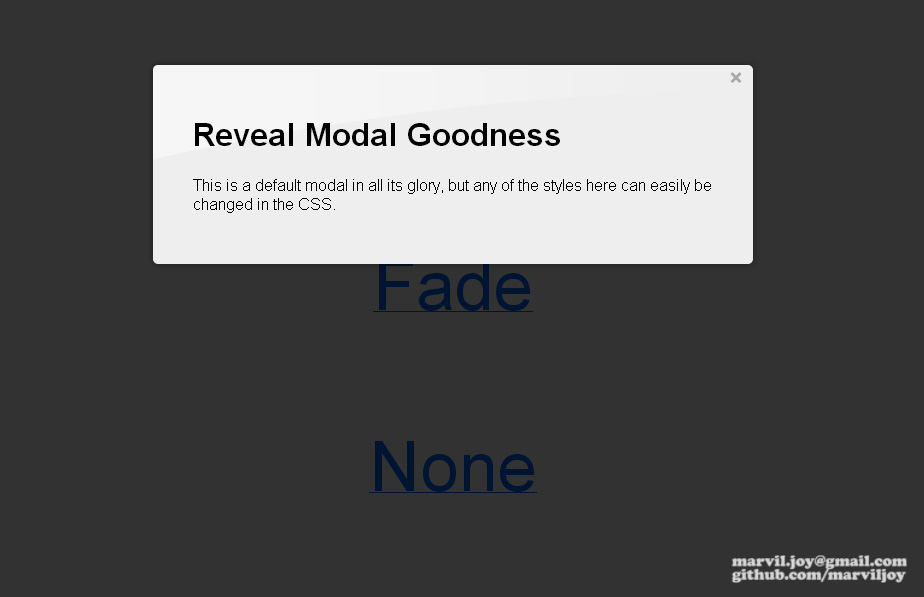 ×
Reveal Modal Goodness
This is a default modal in all its glory, but any of the styles here can easily be
changed in the CSS.
Fade
None
marvil.joy@gmail.com
github.com/marviljoy